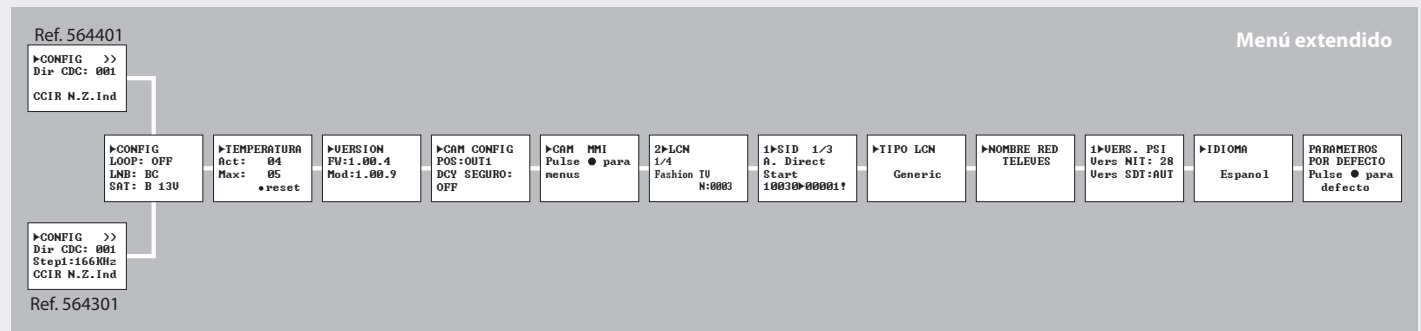 Ref. 564401
Menú extendido
►CONFIG >>
Dir CDC: 001
CCIR N.Z.Ind
►CONFIG
LOOP: OFF
LNB: BC
SAT: B 13V
►TEMPERATURA
Act: 04
Max: 05
●reset
►VERSION
FW:1.00.4
Mod:1.00.9
►CAM CONFIG
POS:OUT1
DCY SEGURO:
OFF
►CAM MMI
Pulse ● para
menus
2►LCN
1/4
Fashion TV
N:0003
1►SID 1/3
A. Direct
Start
10030►00001!
►TIPO LCN
Generic
►NOMBRE RED
TELEVES
1►VERS. PSI
Vers NIT: 28
Vers SDT:AUT
►IDIOMA
Espanol
PARAMETROS
POR DEFECTO
Pulse ● para
defecto
►CONFIG >>
Dir CDC: 001
Step1:166KHz
CCIR N.Z.Ind
Ref. 564301